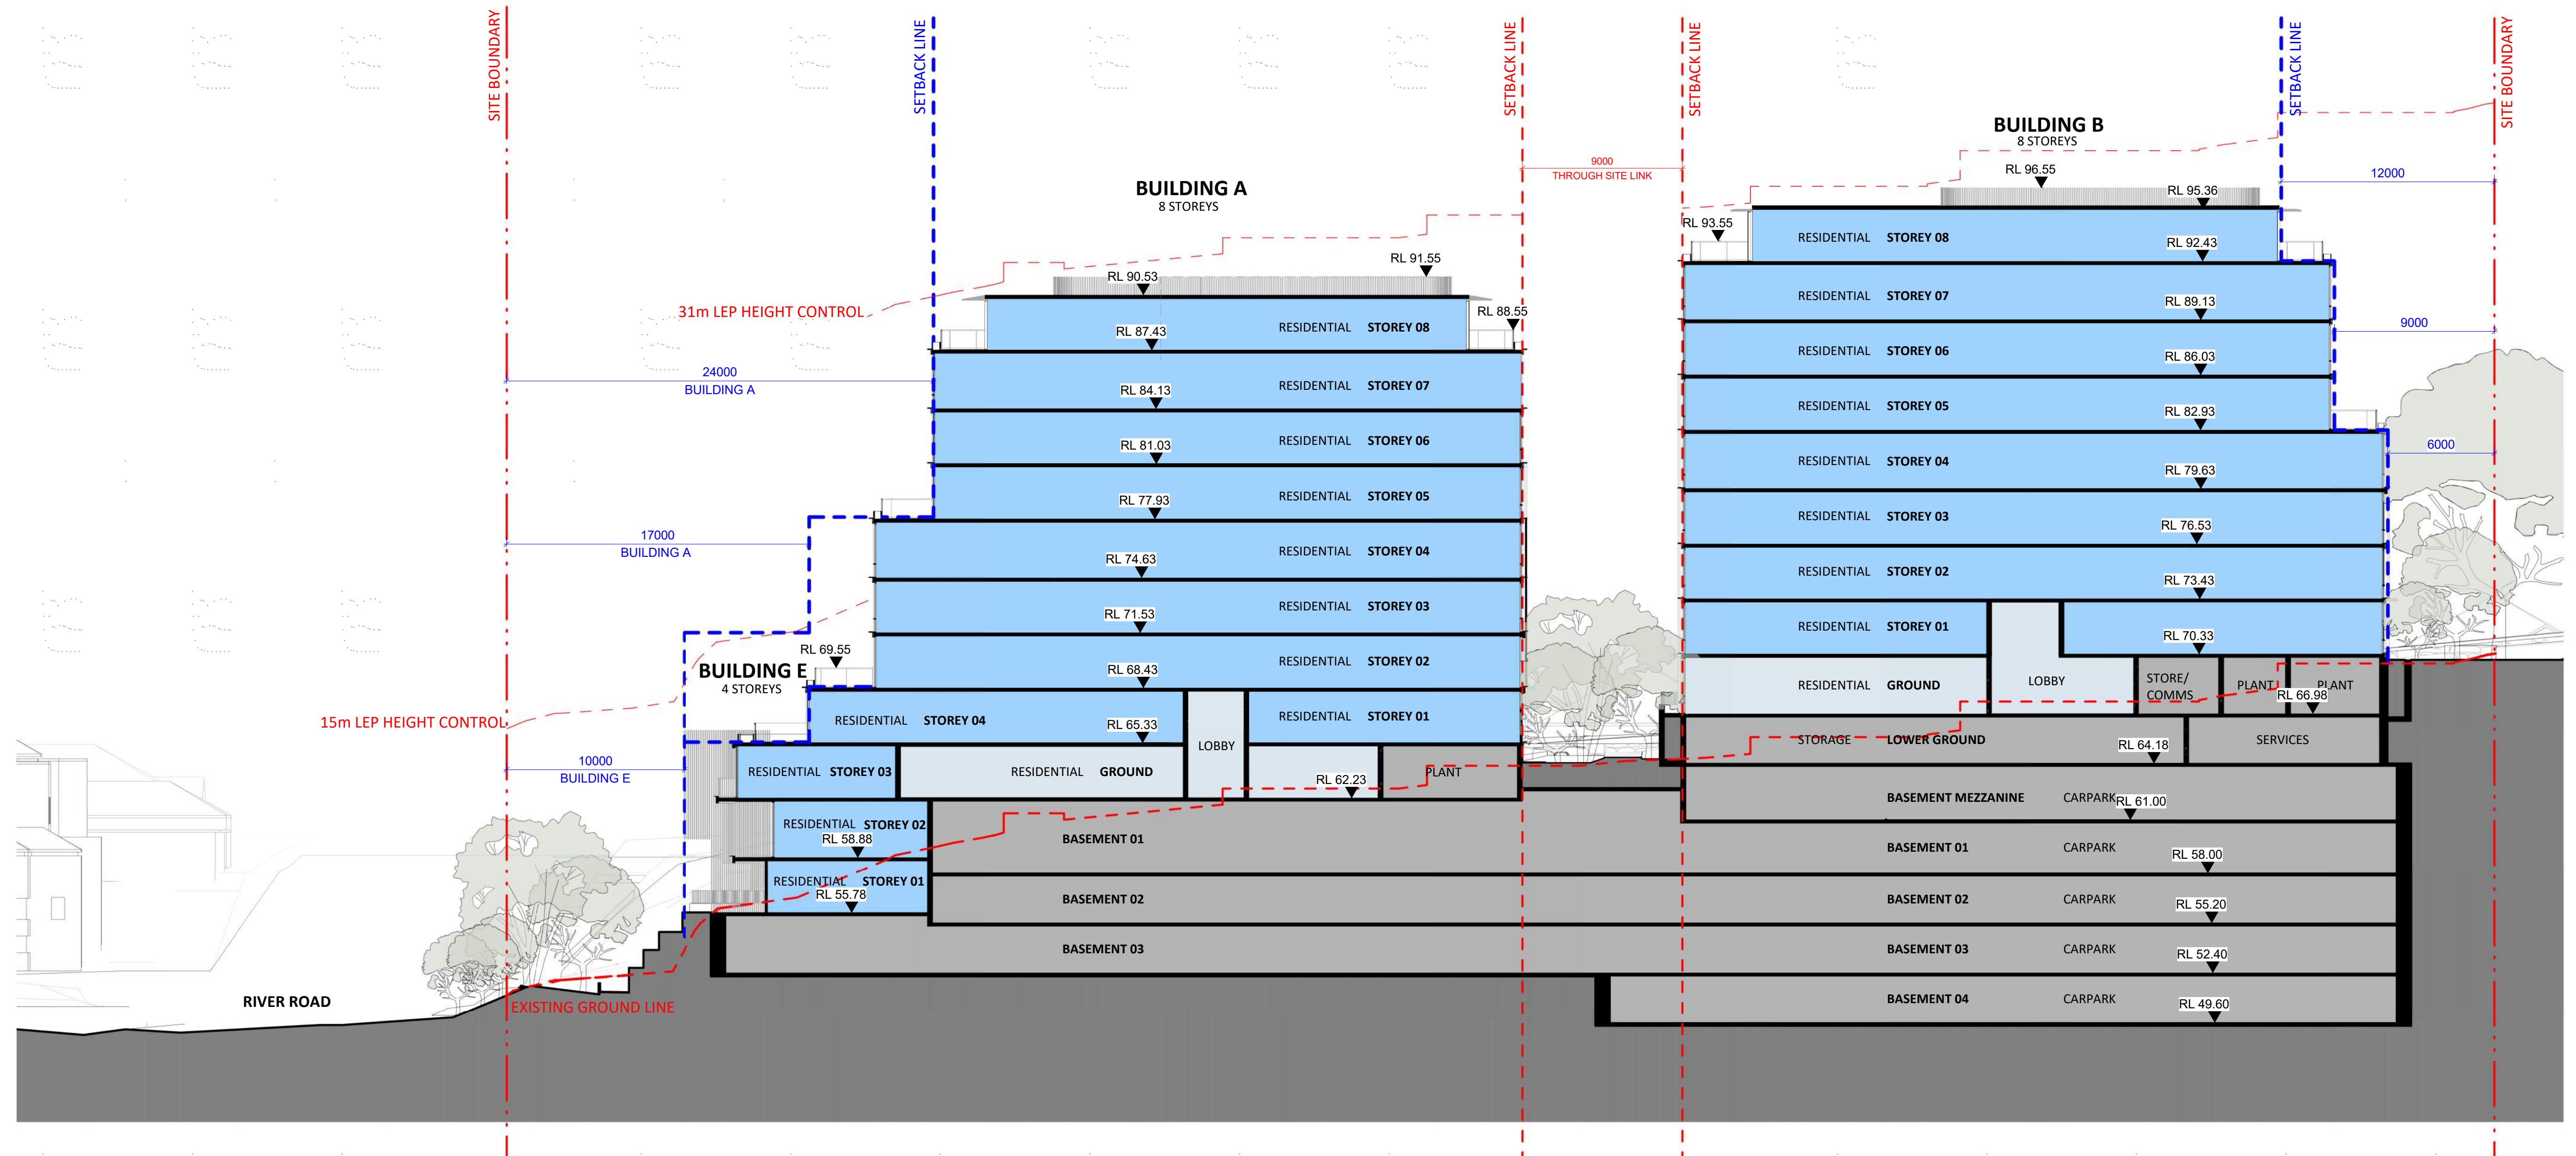 SITE BOUNDARY
SETBACK LINE
SETBACK LINE
SETBACK LINE
SETBACK LINE
SITE BOUNDARY
BUILDING B
8 STOREYS
9000
THROUGH SITE LINK
RL 96.55
12000
BUILDING A
8 STOREYS
RL 95.36
RL 93.55
RESIDENTIAL STOREY 08
RL 92.43
RL 91.55
RL 90.53
31m LEP HEIGHT CONTROL
RL 88.55
RESIDENTIAL STOREY 07
RL 89.13
RL 87.43
RESIDENTIAL STOREY 08
9000
RESIDENTIAL STOREY 06
RL 86.03
24000
BUILDING A
RL 84.13
RESIDENTIAL STOREY 07
RESIDENTIAL STOREY 05
RL 82.93
RL 81.03
RESIDENTIAL STOREY 06
6000
RESIDENTIAL STOREY 04
RL 79.63
RL 77.93
RESIDENTIAL STOREY 05
RESIDENTIAL STOREY 03
RL 76.53
17000
BUILDING A
RL 74.63
RESIDENTIAL STOREY 04
RESIDENTIAL STOREY 02
RL 73.43
RL 71.53
RESIDENTIAL STOREY 03
RESIDENTIAL STOREY 01
RL 70.33
RL 69.55
BUILDING E
4 STOREYS
RL 68.43
RESIDENTIAL STOREY 02
RESIDENTIAL GROUND
LOBBY
STORE/
COMMS
PLANT
PLANT
RL 66.98
15m LEP HEIGHT CONTROL
RESIDENTIAL STOREY 04
RL 65.33
RESIDENTIAL STOREY 01
LOBBY
STORAGE LOWER GROUND
RL 64.18
SERVICES
10000
BUILDING E
RESIDENTIAL STOREY 03
RESIDENTIAL GROUND
RL 62.23
PLANT
BASEMENT MEZZANINE CARPARK
RL 61.00
RESIDENTIAL STOREY 02
RL 58.88
BASEMENT 01
BASEMENT 01 CARPARK
RL 58.00
RESIDENTIAL STOREY 01
RL 55.78
BASEMENT 02
BASEMENT 02 CARPARK
RL 55.20
BASEMENT 03
BASEMENT 03 CARPARK
RL 52.40
RIVER ROAD
EXISTING GROUND LINE
BASEMENT 04 CARPARK
RL 49.60